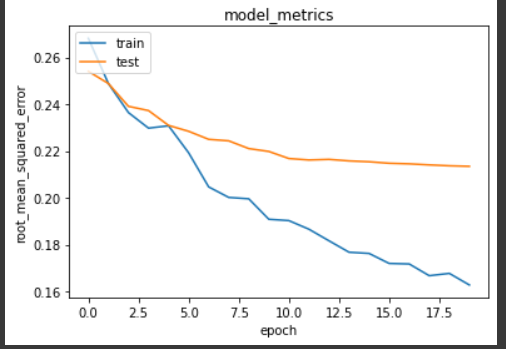 model_metrics
train
test
root_mean_squared_error
0.26
0.24
0.22
0.20
0.18
0.16
0.0 2.5 5.0 7.5 10.0 12.5 15.0 17.5
epoch